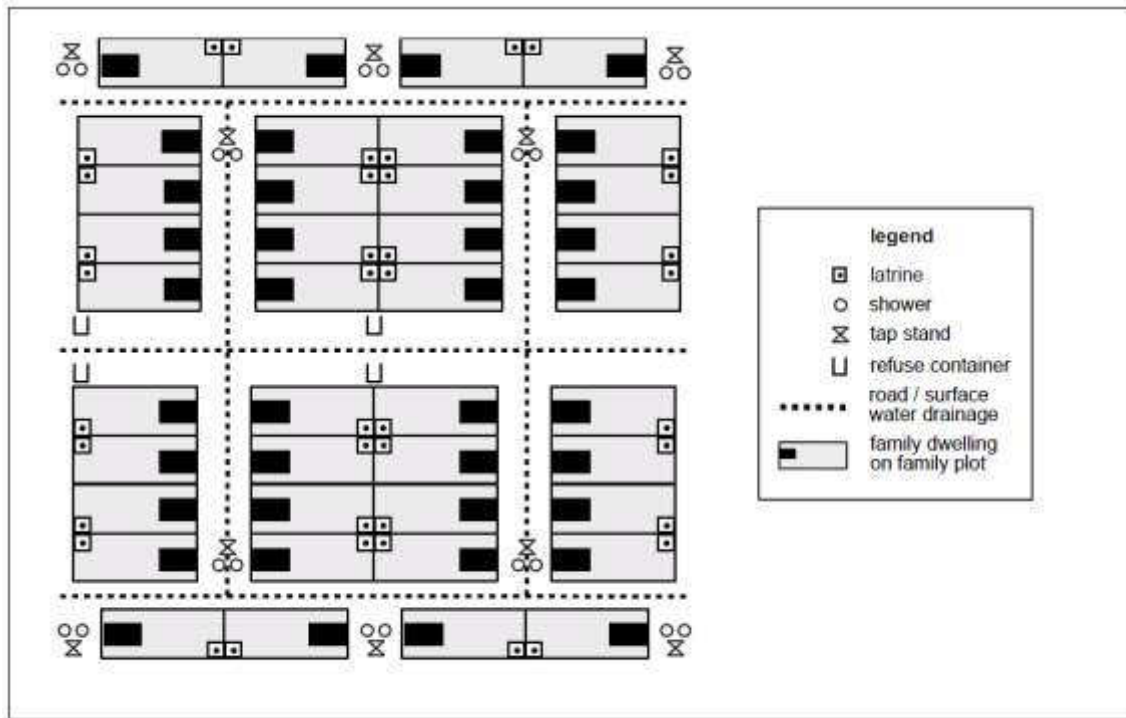 legend
latrine
shower
tap stand
refuse container
road / surface
water drainage
family dwelling
on family plot